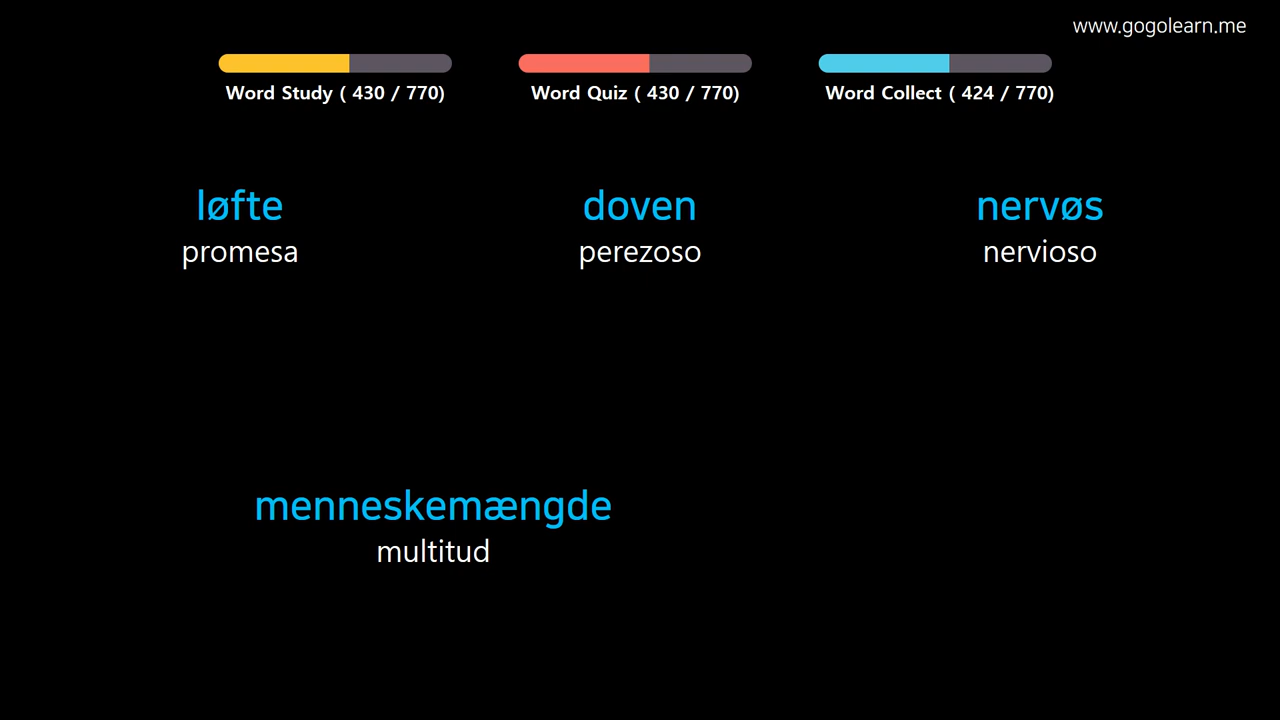 www.gogolearn.me
Word Study ( 430 / 770)
Word Quiz ( 430 / 770)
Word Collect ( 424 / 770)
løfte
promesa
doven
perezoso
nervøs
nervioso
menneskemængde
multitud